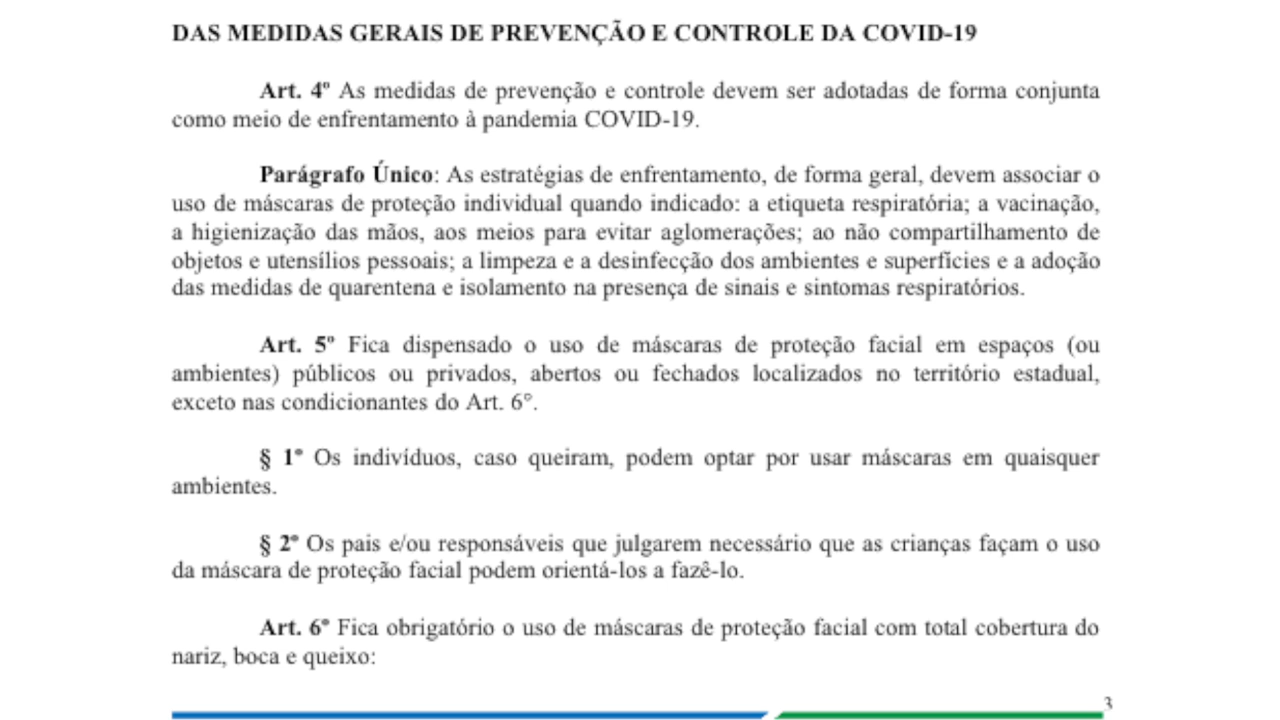 DAS MEDIDAS GERAIS DE PREVENÇÃO E CONTROLE DA COVID-19
Art. 4º As medidas de prevenção e controle devem ser adotadas de forma conjunta
como meio de enfrentamento à pandemia COVID-19.
Parágrafo Único: As estratégias de enfrentamento, de forma geral, devem associar o
uso de máscaras de proteção individual quando indicado: a etiqueta respiratória; a vacinação,
a higienização das mãos, aos meios para evitar aglomerações; ao não compartilhamento de
objetos e utensílios pessoais; a limpeza e a desinfecção dos ambientes e superfícies e a adoção
das medidas de quarentena e isolamento na presença de sinais e sintomas respiratórios.
Art. 5º Fica dispensado o uso de máscaras de proteção facial em espaços (ou
ambientes) públicos ou privados, abertos ou fechados localizados no território estadual,
exceto nas condicionantes do Art. 6°.
§ 1º Os indivíduos, caso queiram, podem optar por usar máscaras em quaisquer
ambientes.
§ 2º Os pais e/ou responsáveis que julgarem necessário que as crianças façam o uso
da máscara de proteção facial podem orientá-los a fazê-lo.
Art. 6º Fica obrigatório o uso de máscaras de proteção facial com total cobertura do
nariz, boca e queixo:
3